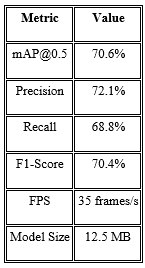 Metric Value
mAP@0.5 70.6%
Precision 72.1%
Recall 68.8%
F1-Score 70.4%
FPS 35 frames/s
Model Size 12.5 MB